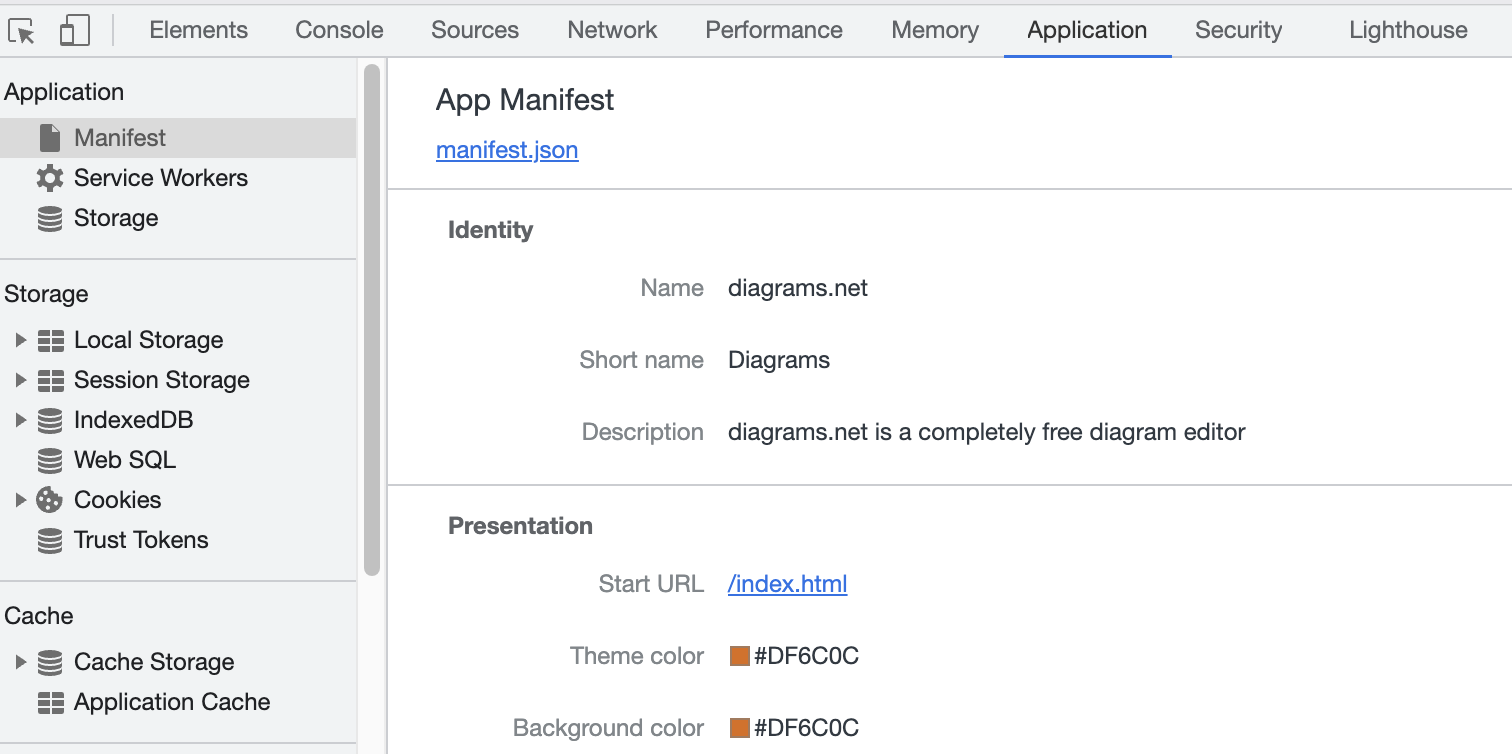 Elements Console Sources Network Performance Memory Application Security Lighthouse
Application
Manifest
Service Workers
Storage
Storage
Local Storage
Session Storage
IndexedDB
Web SQL
Cookies
Trust Tokens
Cache
Cache Storage
Application Cache
App Manifest
manifest.json
Identity
Name diagrams.net
Short name Diagrams
Description diagrams.net is a completely free diagram editor
Presentation
Start URL /index.html
Theme color #DF6C0C
Background color #DF6C0C